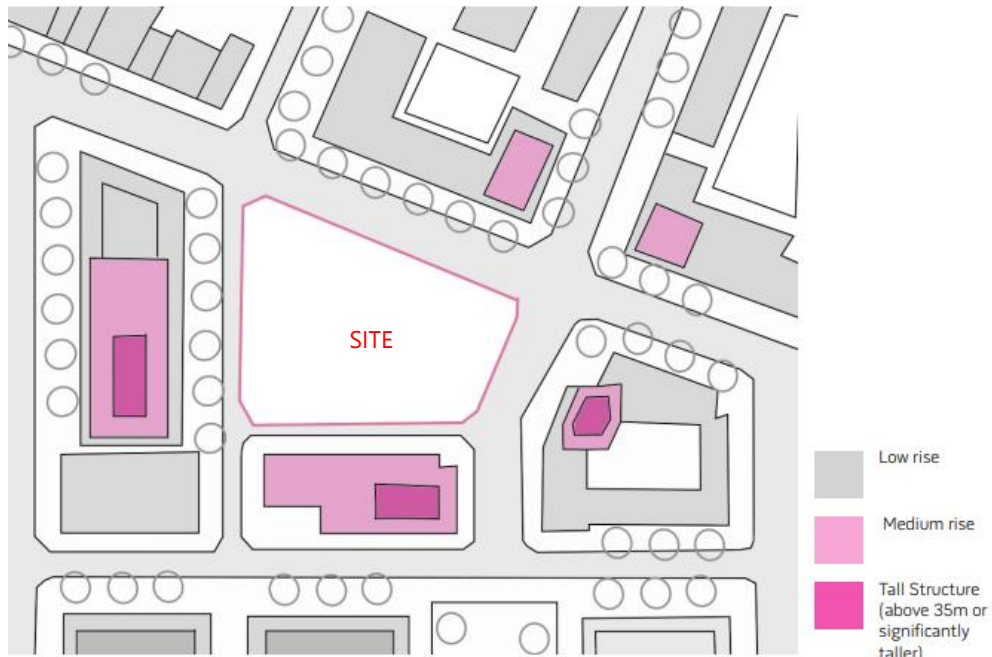 SITE
Low rise
Medium rise
Tall Structure
(above 35m or
significantly
taller)